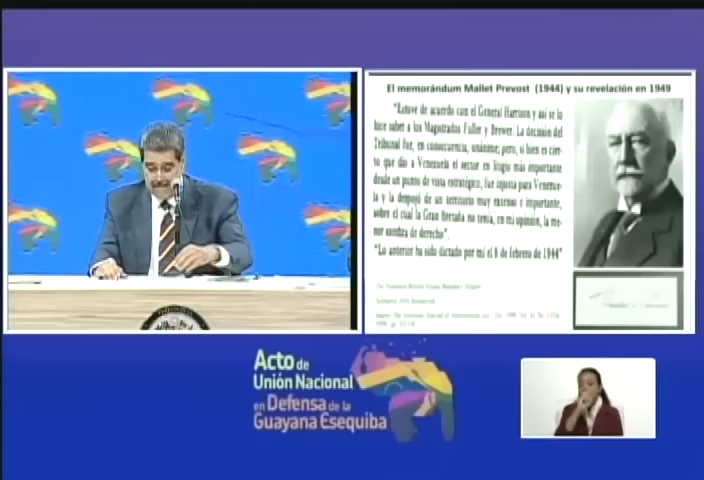 El memorándum Mallet Prevost (1944) y su revelación en 1949
"Estuve de acuerdo con el General Harrison y así se lo
hice saber a los Magistrados Fuller y Brewer. La decisión del
Tribunal fue, en consecuencia, unánime; pero, si bien es cier-
to que dio a Venezuela el sector en litigio más importante
desde un punto de vista estratégico, fue injusta para Venezue-
la y la despojó de un territorio muy extenso e importante,
sobre el cual la Gran Bretaña no tenía, en mi opinión, la me-
nor sombra de derecho".
"Lo anterior ha sido dictado por mí el 8 de febrero de 1944"
Acto de
Unión Nacional
en Defensa de la
Guayana Esequiba